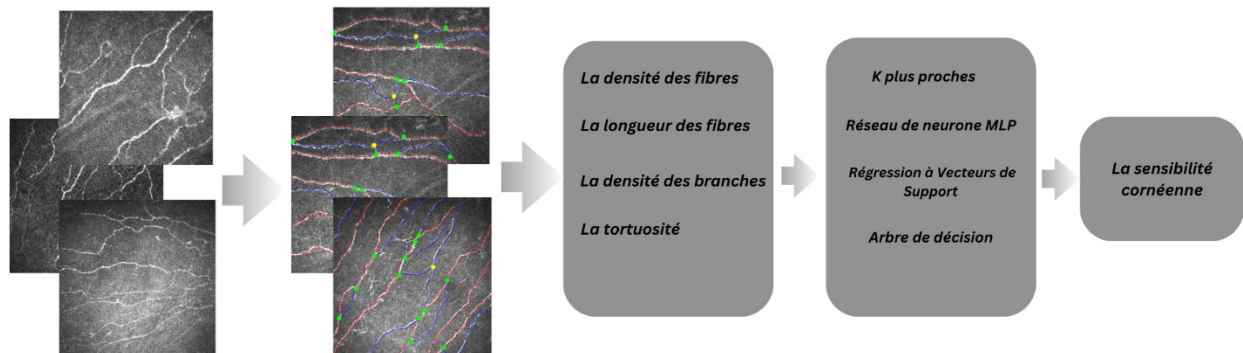 La densité des fibres
La longueur des fibres
La densité des branches
La tortuosité
K plus proches
Réseau de neurone MLP
Régression à Vecteurs de
Support
Arbre de décision
La sensibilité
cornéenne